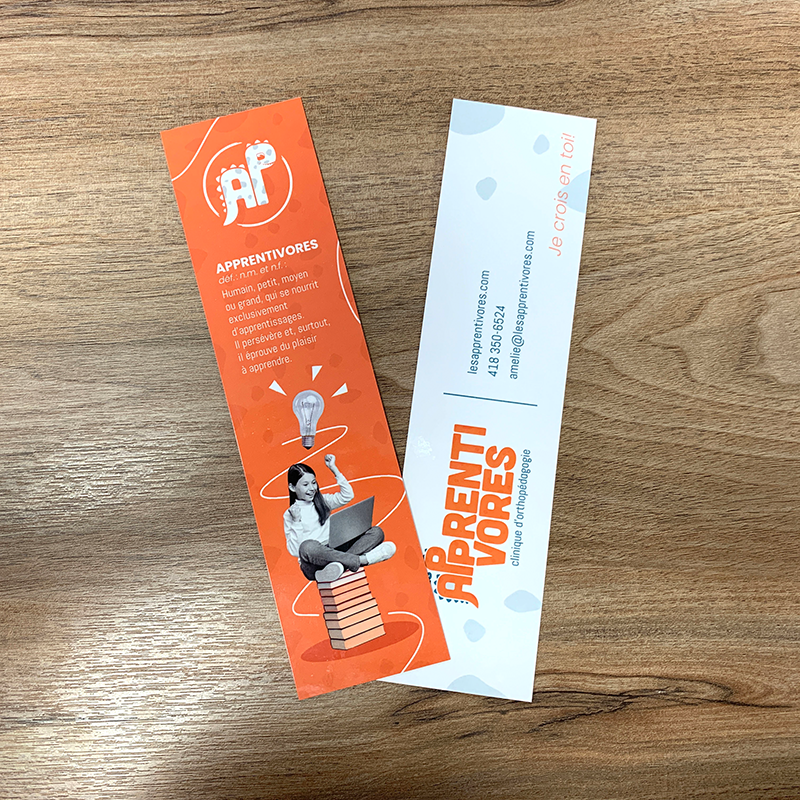 AP
APPRENTIVORES
déf.: n.m. et n.f.:
Humain, petit, moyen
ou grand, qui se nourrit
exclusivement
d'apprentissages.
Il persévère et, surtout,
il éprouve du plaisir
à apprendre.
APPRENTI
VORES
clinique d'orthopédagogie
lesapprentivores.com
418 350-6524
amelie@lesapprentivores.com
Je crois en toi!